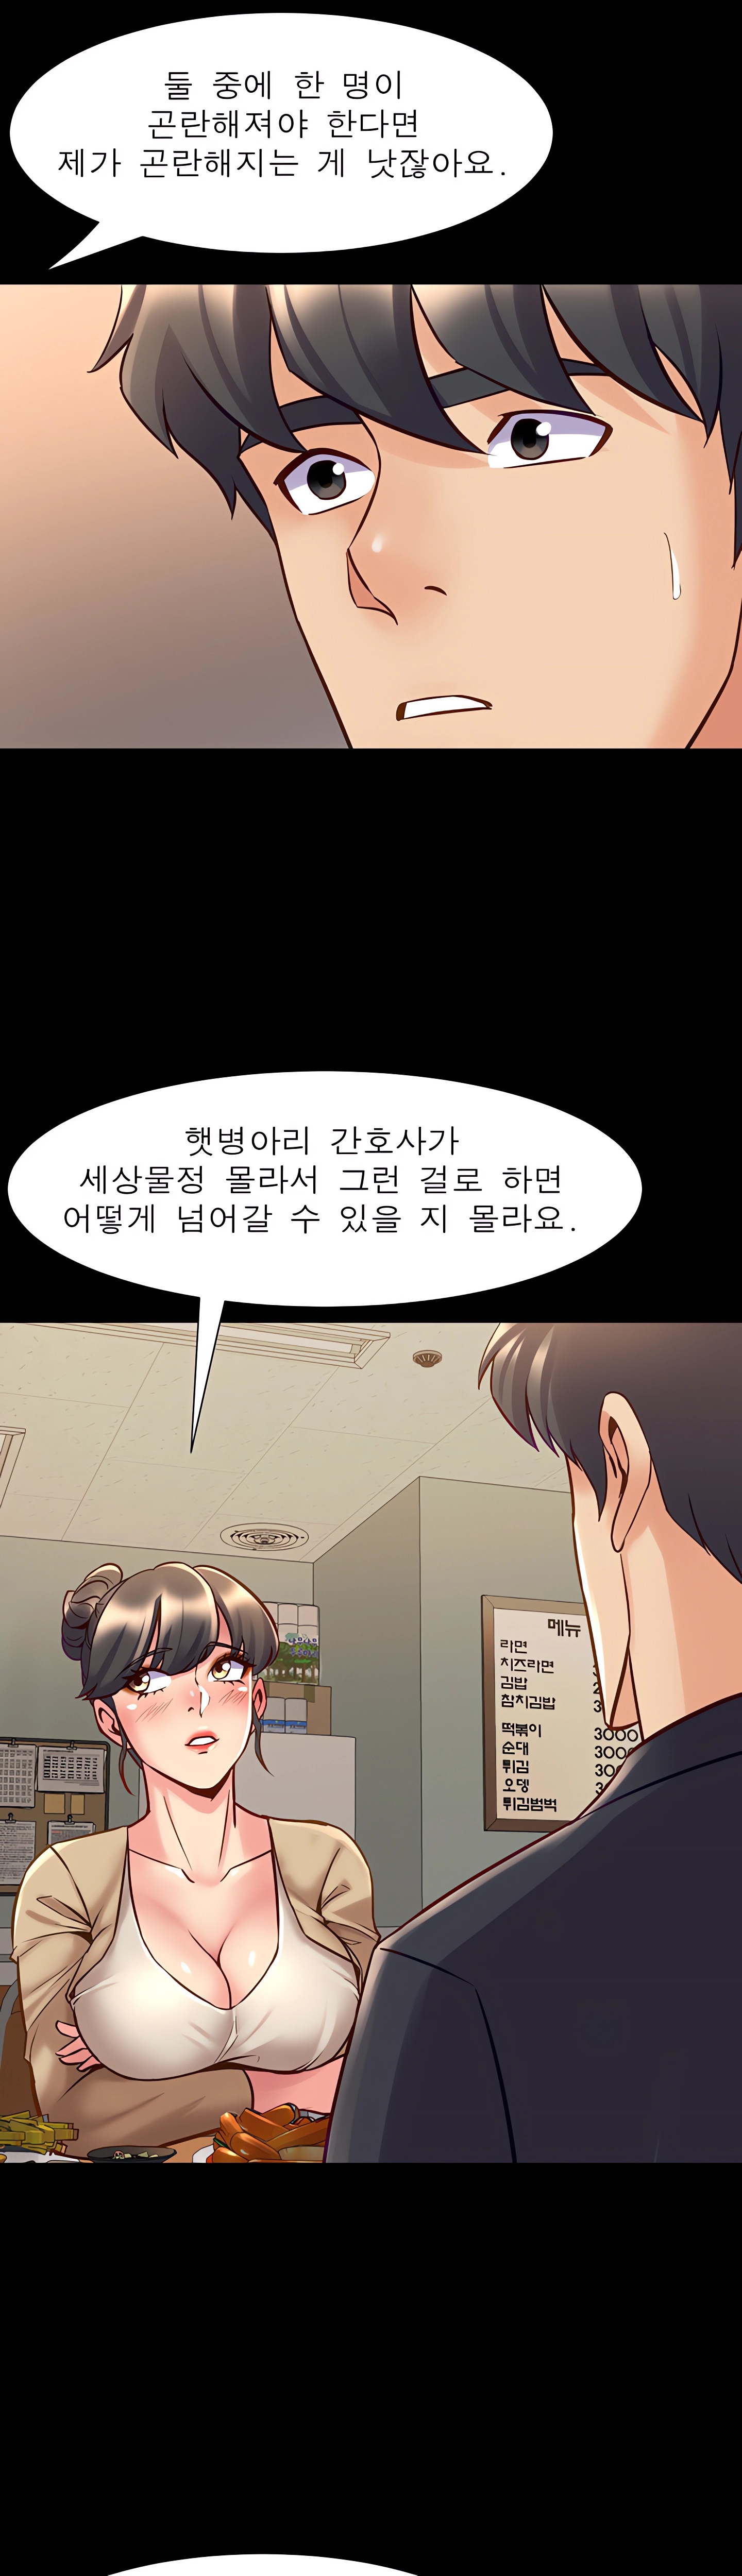 둘 중에 한 명이
곤란해져야 한다면
제가 곤란해지는 게 낫잖아요.
햇병아리 간호사가
세상물정 몰라서 그런 걸로 하면
어떻게 넘어갈 수 있을 지 몰라요.
메뉴
라면
치즈라면
김밥
참치김밥
떡볶이 3000
순대 300
튀김 30
오뎅 3
튀김범벅